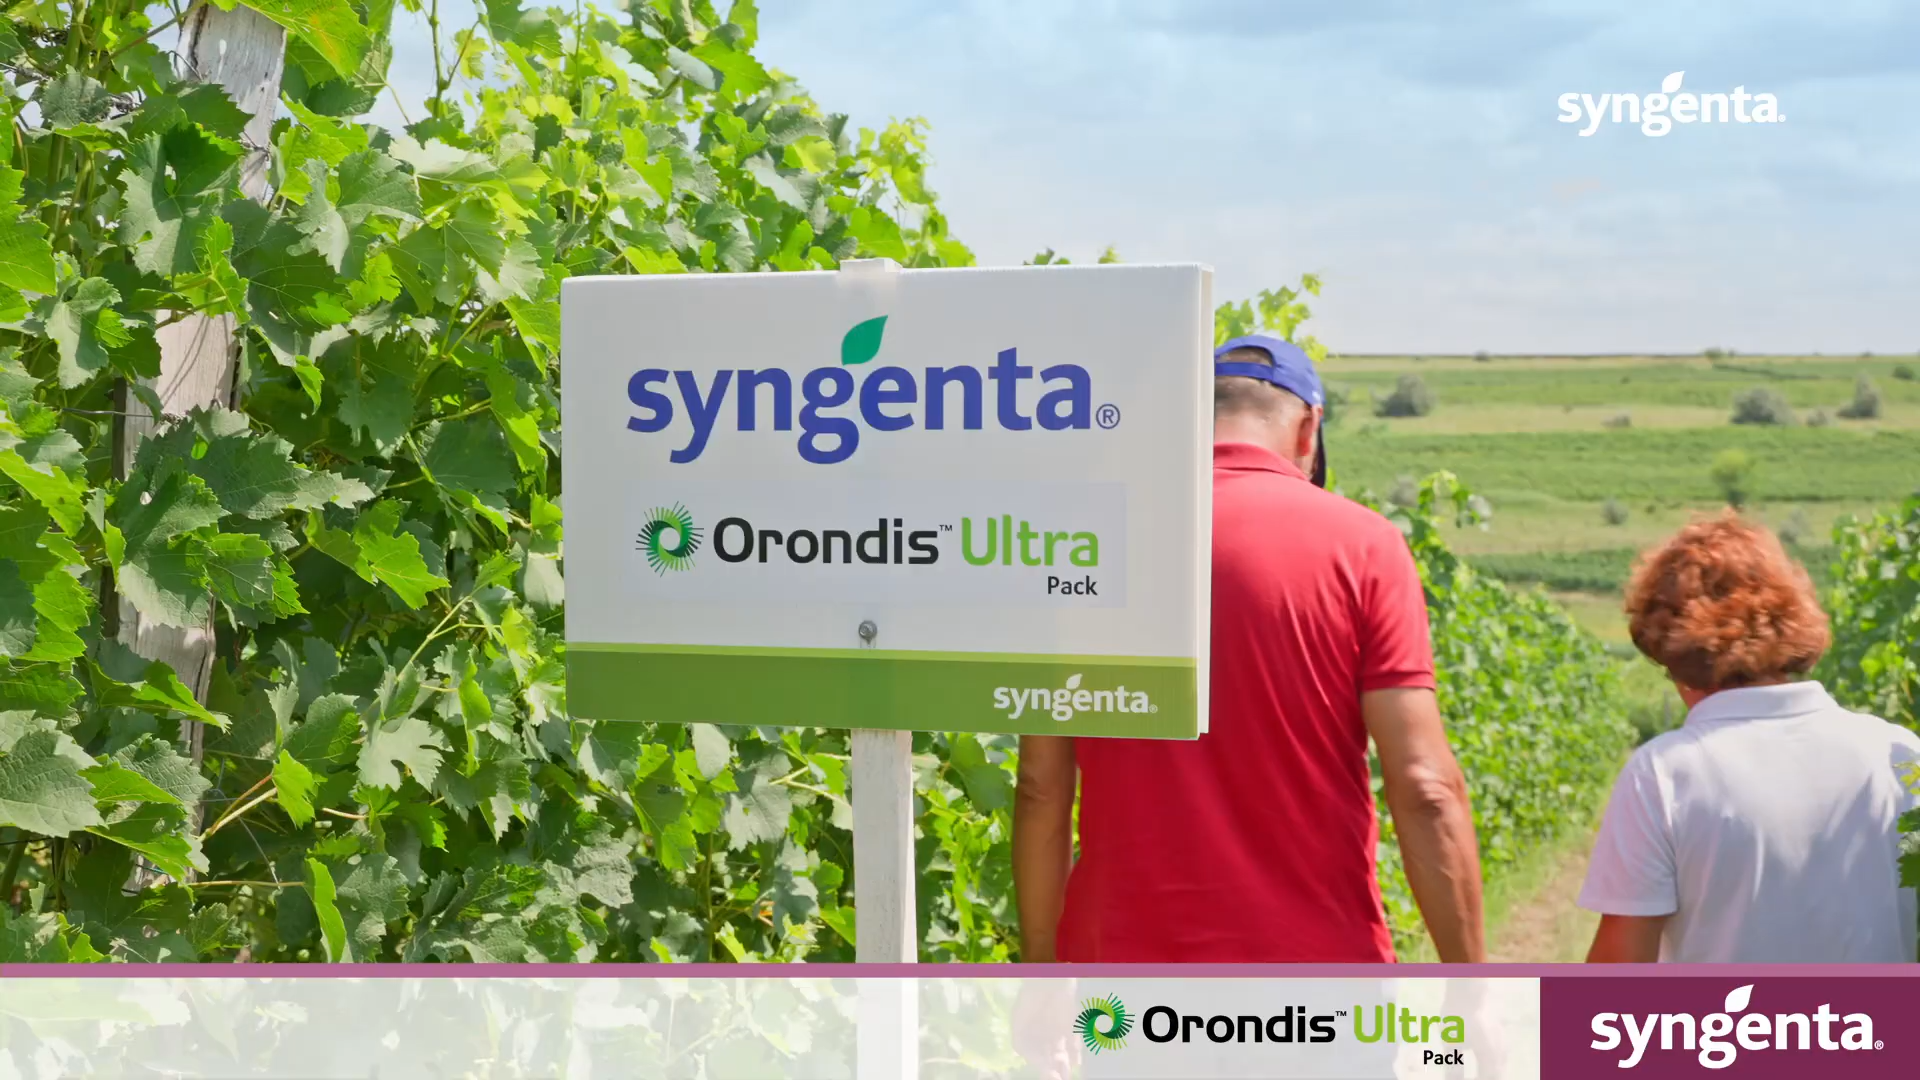 syngenta.
syngenta®
Orondis™ Ultra
Pack
syngenta®
Orondis™ Ultra
Pack
syngenta®